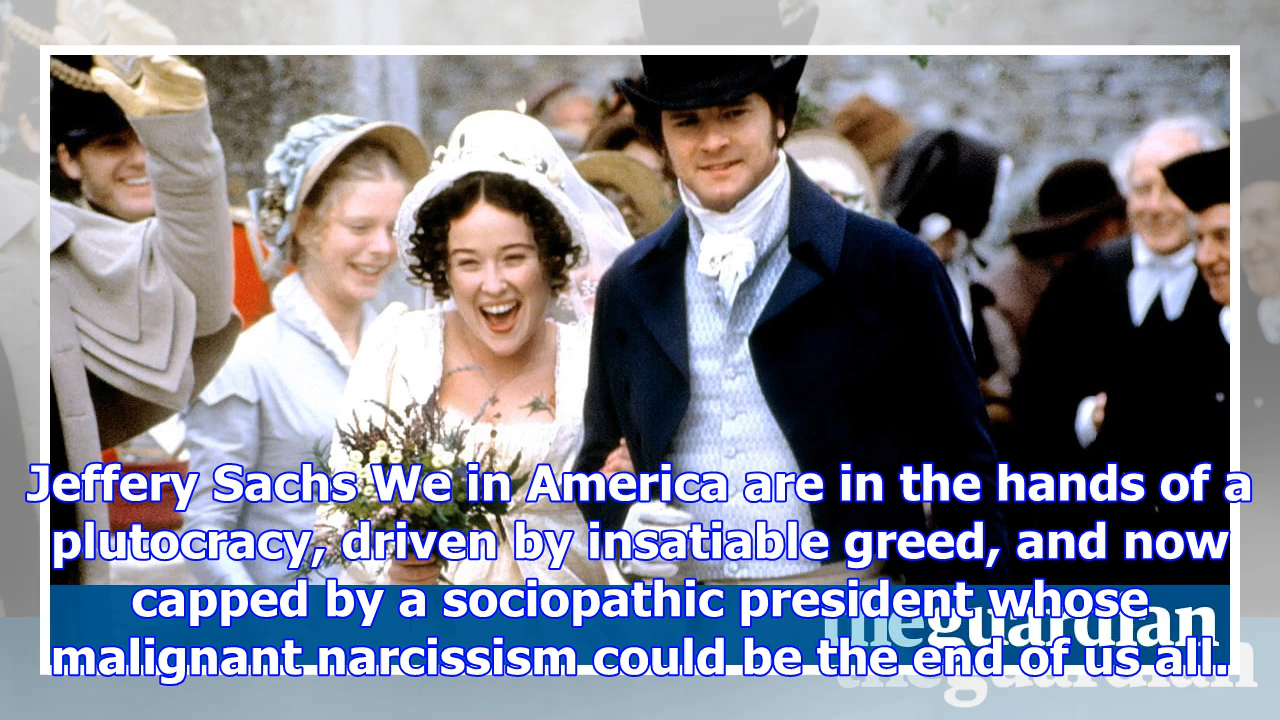 Jeffery Sachs We in America are in the hands of a
plutocracy, driven by insatiable greed, and now
capped by a sociopathic president whose
theguardian
malignant narcissism could be the end of us all.
theguardian